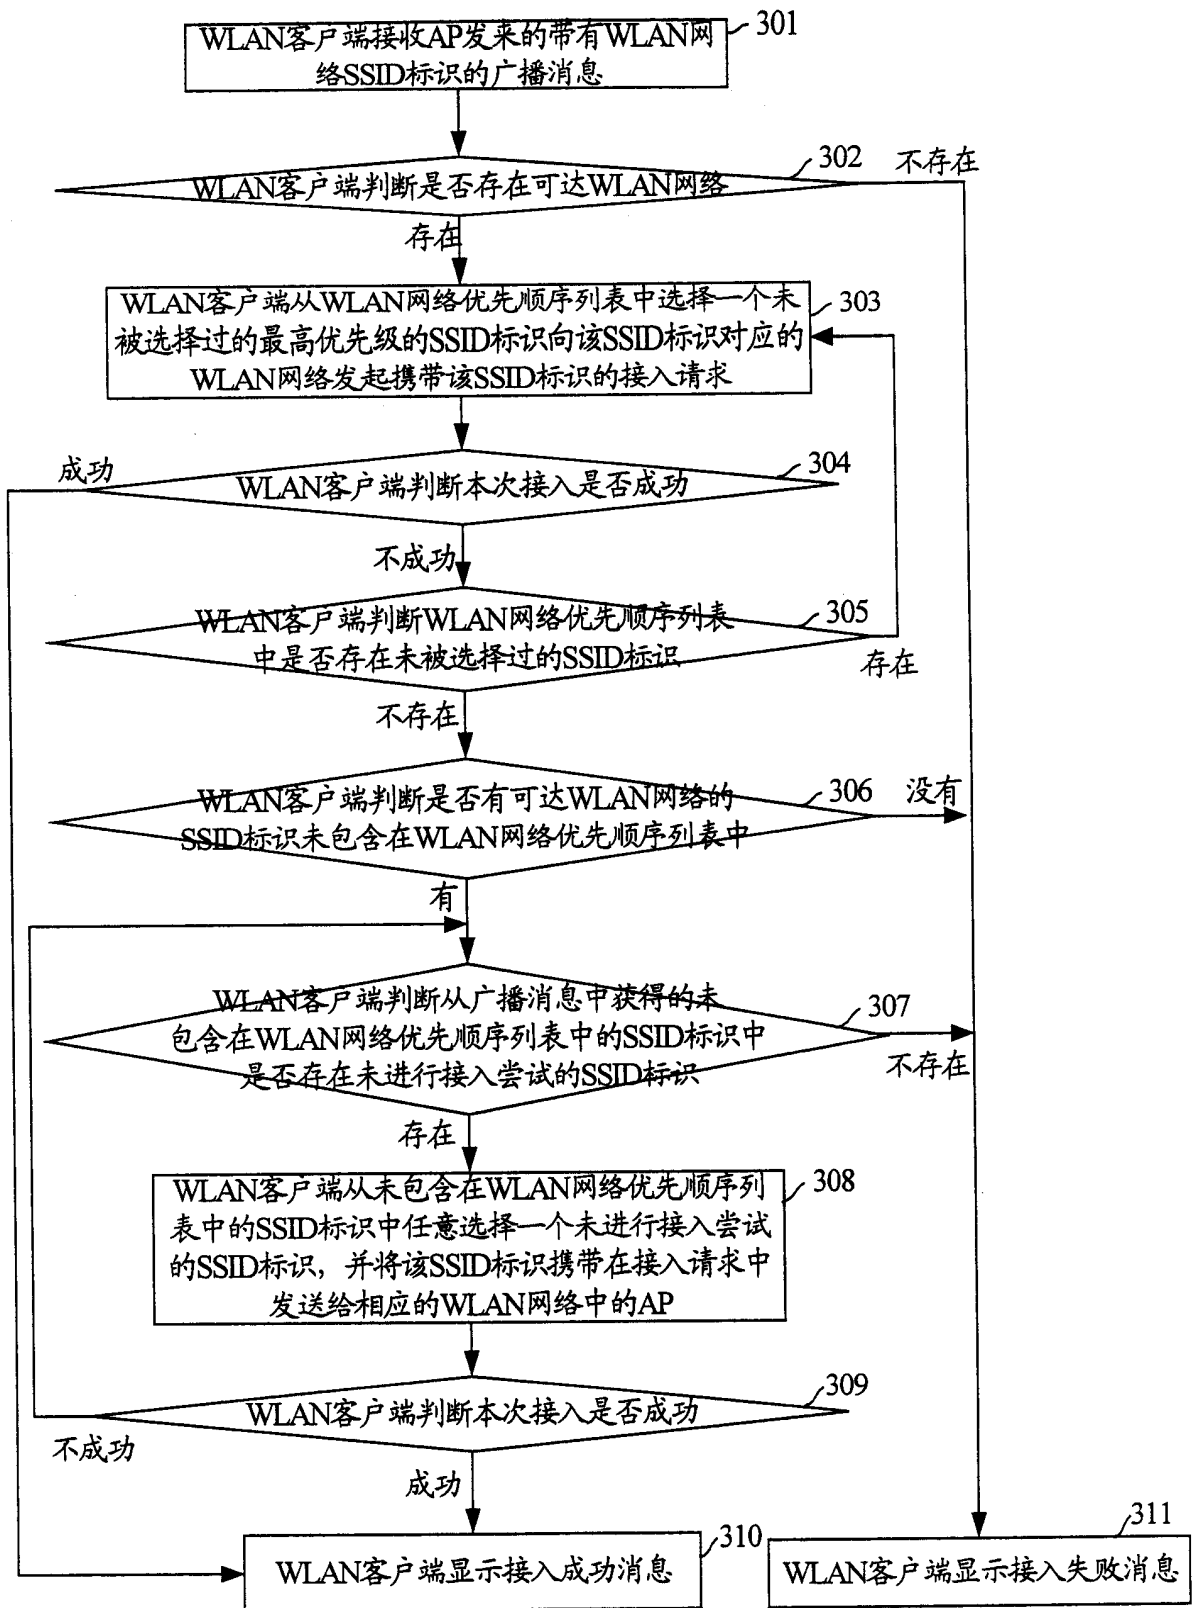 WLAN客户端接收AP发来的带有WLAN网
络SSID标识的广播消息
301
302
不存在
WLAN客户端判断是否存在可达WLAN网络
存在
WLAN客户端从WLAN网络优先顺序列表中选择一个未
被选择过的最高优先级的SSID标识向该SSID标识对应的
WLAN网络发起携带该SSID标识的接入请求
303
成功
304
WLAN客户端判断本次接入是否成功
不成功
305
WLAN客户端判断WLAN网络优先顺序列表
中是否存在未被选择过的SSID标识
存在
不存在
306
没有
WLAN客户端判断是否有可达WLAN网络的
SSID标识未包含在WLAN网络优先顺序列表中
有
WLAN客户端判断从广播消息中获得的未
包含在WLAN网络优先顺序列表中的SSID标识中
是否存在未进行接入尝试的SSID标识
307
不存在
存在
WLAN客户端从未包含在WLAN网络优先顺序列
表中的SSID标识中任意选择一个未进行接入尝试
的SSID标识，并将该SSID标识携带在接入请求中
发送给相应的WLAN网络中的AP
308
309
WLAN客户端判断本次接入是否成功
不成功
成功
310
WLAN客户端显示接入成功消息
311
WLAN客户端显示接入失败消息